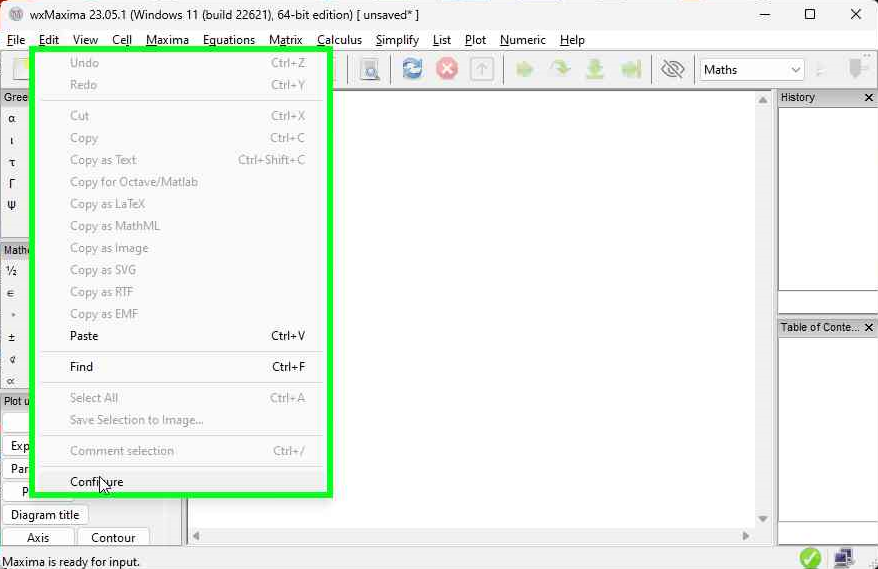 wxMaxima 23.05.1 (Windows 11 (build 22621), 64-bit edition) [ unsaved* ]
File Edit View Cell Maxima Equations Matrix Calculus Simplify List Plot Numeric Help
Maths
Undo Ctrl+Z
Redo Ctrl+Y
Cut Ctrl+X
Copy Ctrl+C
Copy as Text Ctrl+Shift+C
Copy for Octave/Matlab
Copy as LaTeX
Copy as MathML
Copy as Image
Copy as SVG
Copy as RTF
Copy as EMF
Paste Ctrl+V
Find Ctrl+F
Select All Ctrl+A
Save Selection to Image...
Comment selection Ctrl+/
Configure
Gree
α
ι
τ
Γ
Ψ
Mathe
½
∈
±
¢
∝
Plot u
Exp
Par
P
Diagram title
Axis Contour
History
Table of Conte...
Maxima is ready for input.